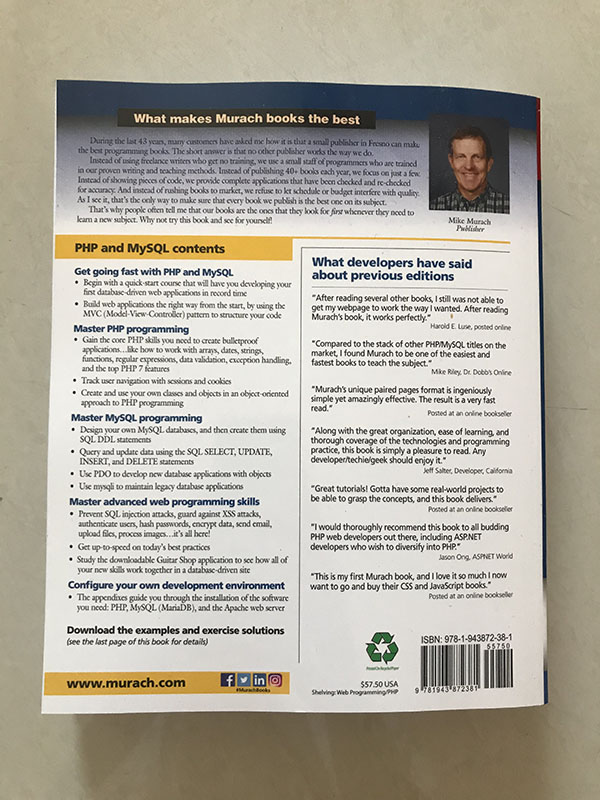 What makes Murach books the best
During the last 43 years, many customers have asked me how it is that a small publisher in Fresno can make
the best programming books. The short answer is that no other publisher works the way we do.
Instead of using freelance writers who get no training, we use a small staff of programmers who are trained
in our proven writing and teaching methods. Instead of publishing 40+ books each year, we focus on just a few.
Instead of showing pieces of code, we provide complete applications that have been checked and re-checked
for accuracy. And instead of rushing books to market, we refuse to let schedule or budget interfere with quality.
As I see it, that's the only way to make sure that every book we publish is the best one on its subject.
That's why people often tell me that our books are the ones that they look for first whenever they need to
learn a new subject. Why not try this book and see for yourself!
Mike Murach
Publisher
PHP and MySQL contents
Get going fast with PHP and MySQL
• Begin with a quick-start course that will have you developing your
first database-driven web applications in record time
• Build web applications the right way from the start, by using the
MVC (Model-View-Controller) pattern to structure your code
Master PHP programming
• Gain the core PHP skills you need to create bulletproof
applications...like how to work with arrays, dates, strings,
functions, regular expressions, data validation, exception handling,
and the top PHP 7 features
• Track user navigation with sessions and cookies
• Create and use your own classes and objects in an object-oriented
approach to PHP programming
Master MySQL programming
• Design your own MySQL databases, and then create them using
SQL DDL statements
• Query and update data using the SQL SELECT, UPDATE,
INSERT, and DELETE statements
• Use PDO to develop new database applications with objects
• Use mysqli to maintain legacy database applications
Master advanced web programming skills
• Prevent SQL injection attacks, guard against XSS attacks,
authenticate users, hash passwords, encrypt data, send email,
upload files, process images...it's all here!
• Get up-to-speed on today's best practices
• Study the downloadable Guitar Shop application to see how all of
your new skills work together in a database-driven site
Configure your own development environment
• The appendixes guide you through the installation of the software
you need: PHP, MySQL (MariaDB), and the Apache web server
Download the examples and exercise solutions
(see the last page of this book for details)
www.murach.com
#MurachBooks
What developers have said
about previous editions
"After reading several other books, I still was not able to
get my webpage to work the way I wanted. After reading
Murach's book, it works perfectly."
Harold E. Luse, posted online
"Compared to the stack of other PHP/MySQL titles on the
market, I found Murach to be one of the easiest and
fastest books to teach the subject."
Mike Riley, Dr. Dobb's Online
"Murach's unique paired pages format is ingeniously
simple yet amazingly effective. The result is a very fast
read."
Posted at an online bookseller
"Along with the great organization, ease of learning, and
thorough coverage of the technologies and programming
practice, this book is simply a pleasure to read. Any
developer/techie/geek should enjoy it."
Jeff Salter, Developer, California
"Great tutorials! Gotta have some real-world projects to
be able to grasp the concepts, and this book delivers."
Posted at an online bookseller
"I would thoroughly recommend this book to all budding
PHP web developers out there, including ASP.NET
developers who wish to diversify into PHP."
Jason Ong, ASP.NET World
"This is my first Murach book, and I love it so much I now
want to go and buy their CSS and JavaScript books."
Posted at an online bookseller
Printed On Recycled Paper
$57.50 USA
Shelving: Web Programming/PHP
ISBN: 978-1-943872-38-1
55750
9 781943 872381